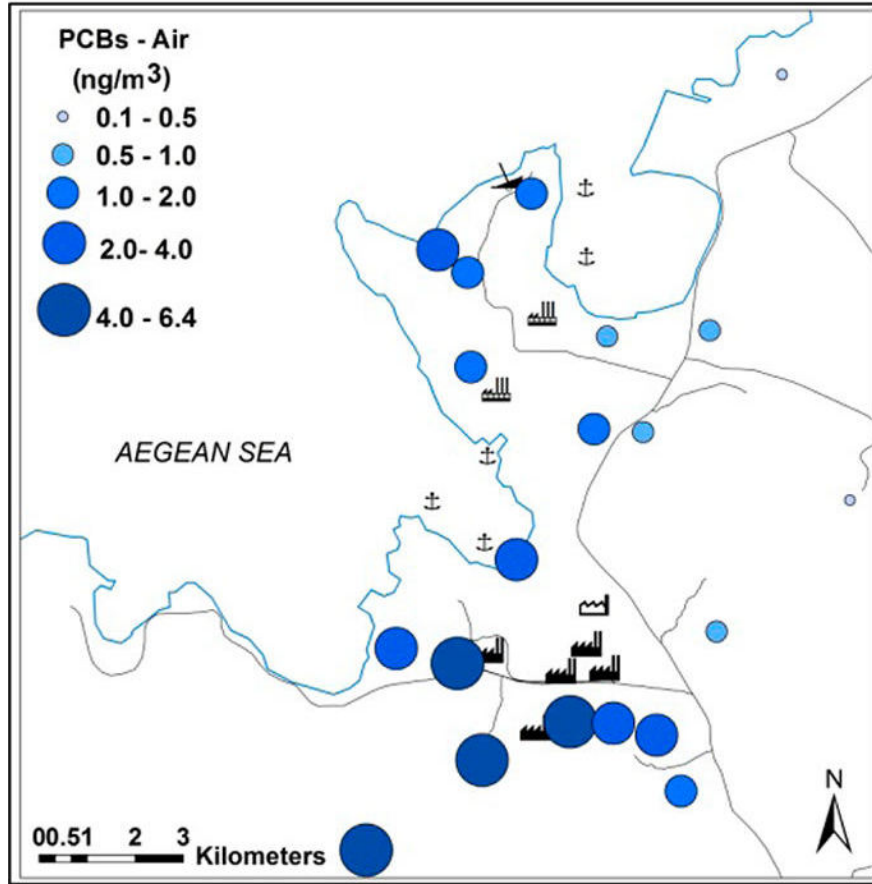 PCBs - Air
(ng/m3)
0.1 - 0.5
0.5 - 1.0
1.0 - 2.0
2.0- 4.0
4.0 - 6.4
AEGEAN SEA
N
00.51 2 3 Kilometers